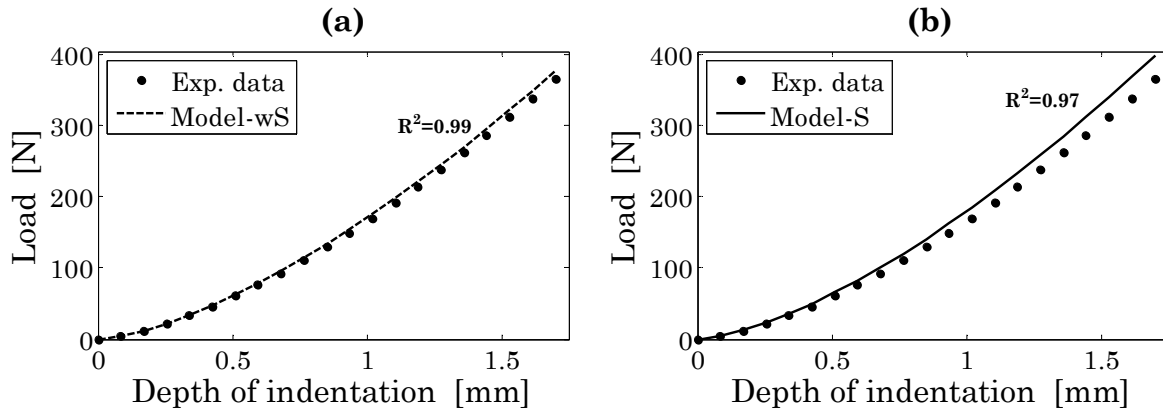 (a)
400
300
200
100
0
Load [N]
Exp. data
Model-wS
R²=0.99
0 0.5 1 1.5
Depth of indentation [mm]
(b)
400
300
200
100
0
Load [N]
Exp. data
Model-S
R²=0.97
0 0.5 1 1.5
Depth of indentation [mm]